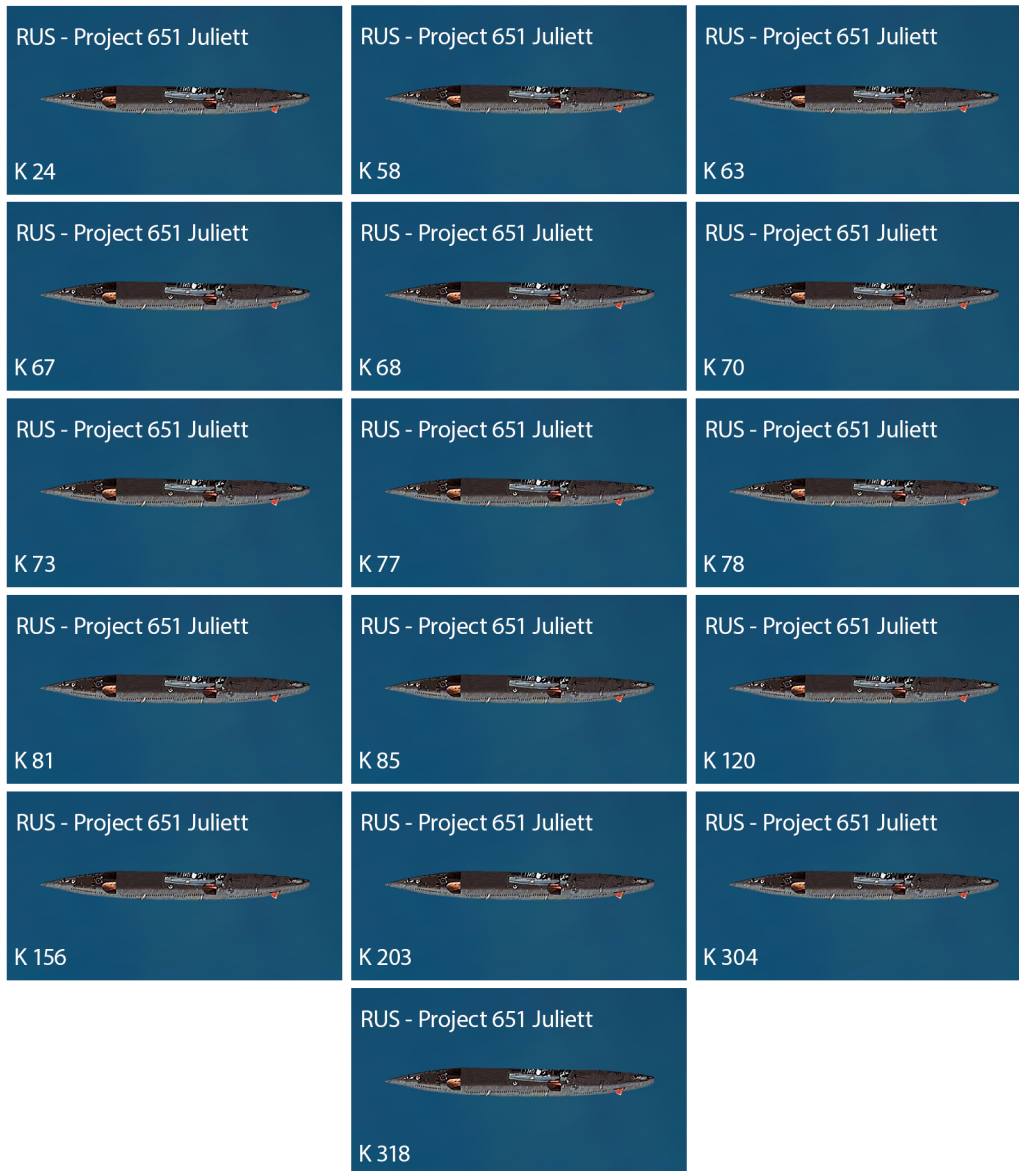 RUS - Project 651 Juliett
K 24
RUS - Project 651 Juliett
K 58
RUS - Project 651 Juliett
K 63
RUS - Project 651 Juliett
K 67
RUS - Project 651 Juliett
K 68
RUS - Project 651 Juliett
K 70
RUS - Project 651 Juliett
K 73
RUS - Project 651 Juliett
K 77
RUS - Project 651 Juliett
K 78
RUS - Project 651 Juliett
K 81
RUS - Project 651 Juliett
K 85
RUS - Project 651 Juliett
K 120
RUS - Project 651 Juliett
K 156
RUS - Project 651 Juliett
K 203
RUS - Project 651 Juliett
K 304
RUS - Project 651 Juliett
K 318